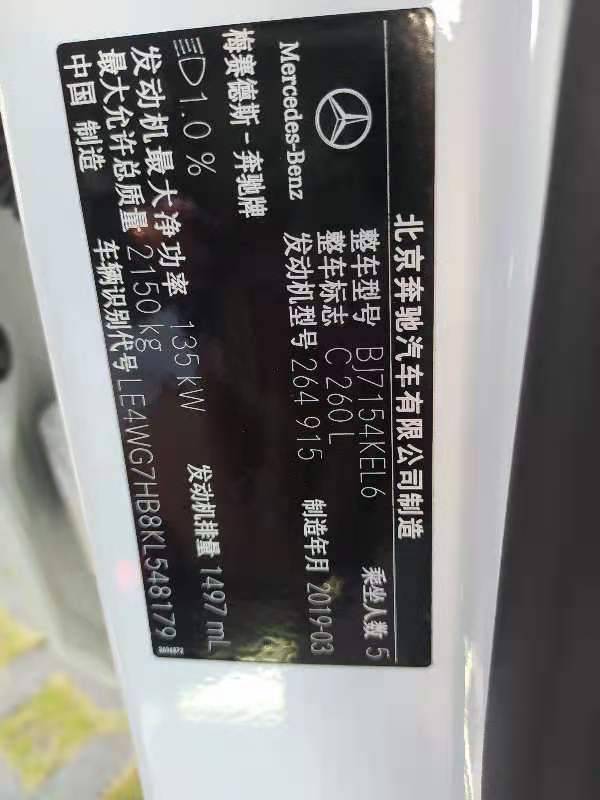 北京奔驰汽车有限公司制造
Mercedes-Benz
整车型号 BJ7154KEL6 乘坐人数 5
整车标志 C 260 L
发动机型号 264 915 制造年月 2019-03
梅赛德斯-奔驰牌
1.0 %
发动机最大净功率 135 kW 发动机排量 1497 mL
最大允许总质量 2150 kg
中国 制造 车辆识别代号 LE4WG7HB8KL548179